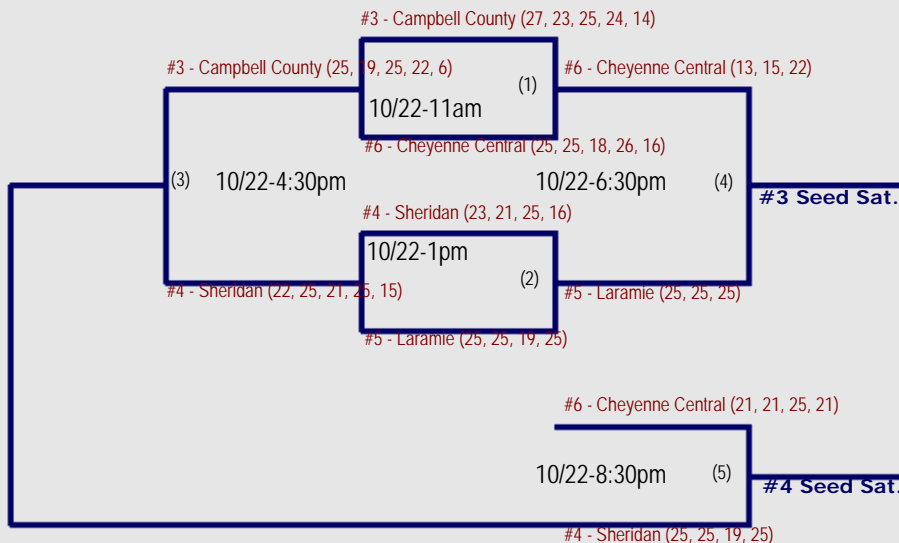 #3 - Campbell County (27, 23, 25, 24, 14)
#3 - Campbell County (25, 19, 25, 22, 6)
#6 - Cheyenne Central (13, 15, 22)
(1)
10/22-11am
#6 - Cheyenne Central (25, 25, 18, 26, 16)
(3)
10/22-4:30pm
10/22-6:30pm
(4)
#3 Seed Sat.
#4 - Sheridan (23, 21, 25, 16)
10/22-1pm
(2)
#4 - Sheridan (22, 25, 21, 25, 15)
#5 - Laramie (25, 25, 25)
#5 - Laramie (25, 25, 19, 25)
#6 - Cheyenne Central (21, 21, 25, 21)
10/22-8:30pm
(5)
#4 Seed Sat.
#4 - Sheridan (25, 25, 19, 25)